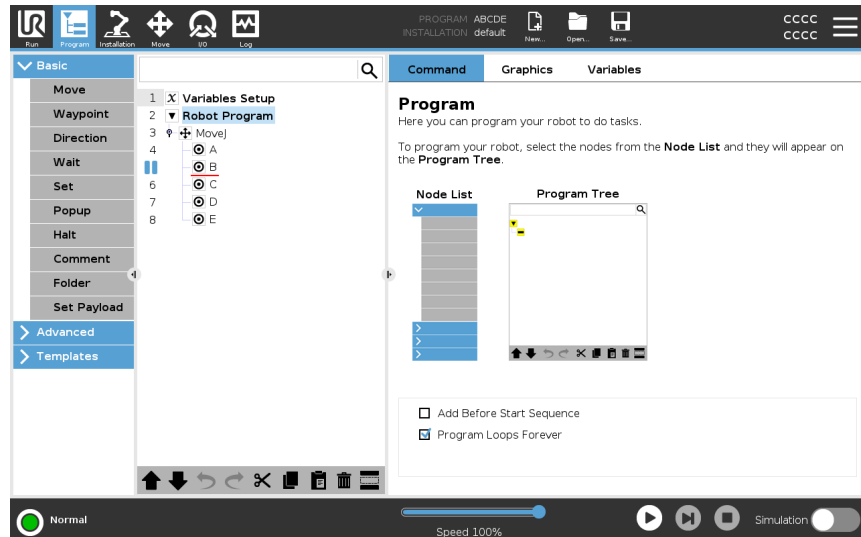 PROGRAM ABCDE
INSTALLATION default
CCCC
CCCC
UR
Run
Program
Installation
Move
I/O
Log
New...
Open...
Save...
Basic
Move
Waypoint
Direction
Wait
Set
Popup
Halt
Comment
Folder
Set Payload
Advanced
Templates
1 X Variables Setup
2 Robot Program
3 MoveJ
4 A
B
6 C
7 D
8 E
Command Graphics Variables
Program
Here you can program your robot to do tasks.
To program your robot, select the nodes from the Node List and they will appear on
the Program Tree.
Node List Program Tree
Add Before Start Sequence
Program Loops Forever
Normal
Speed 100%
Simulation